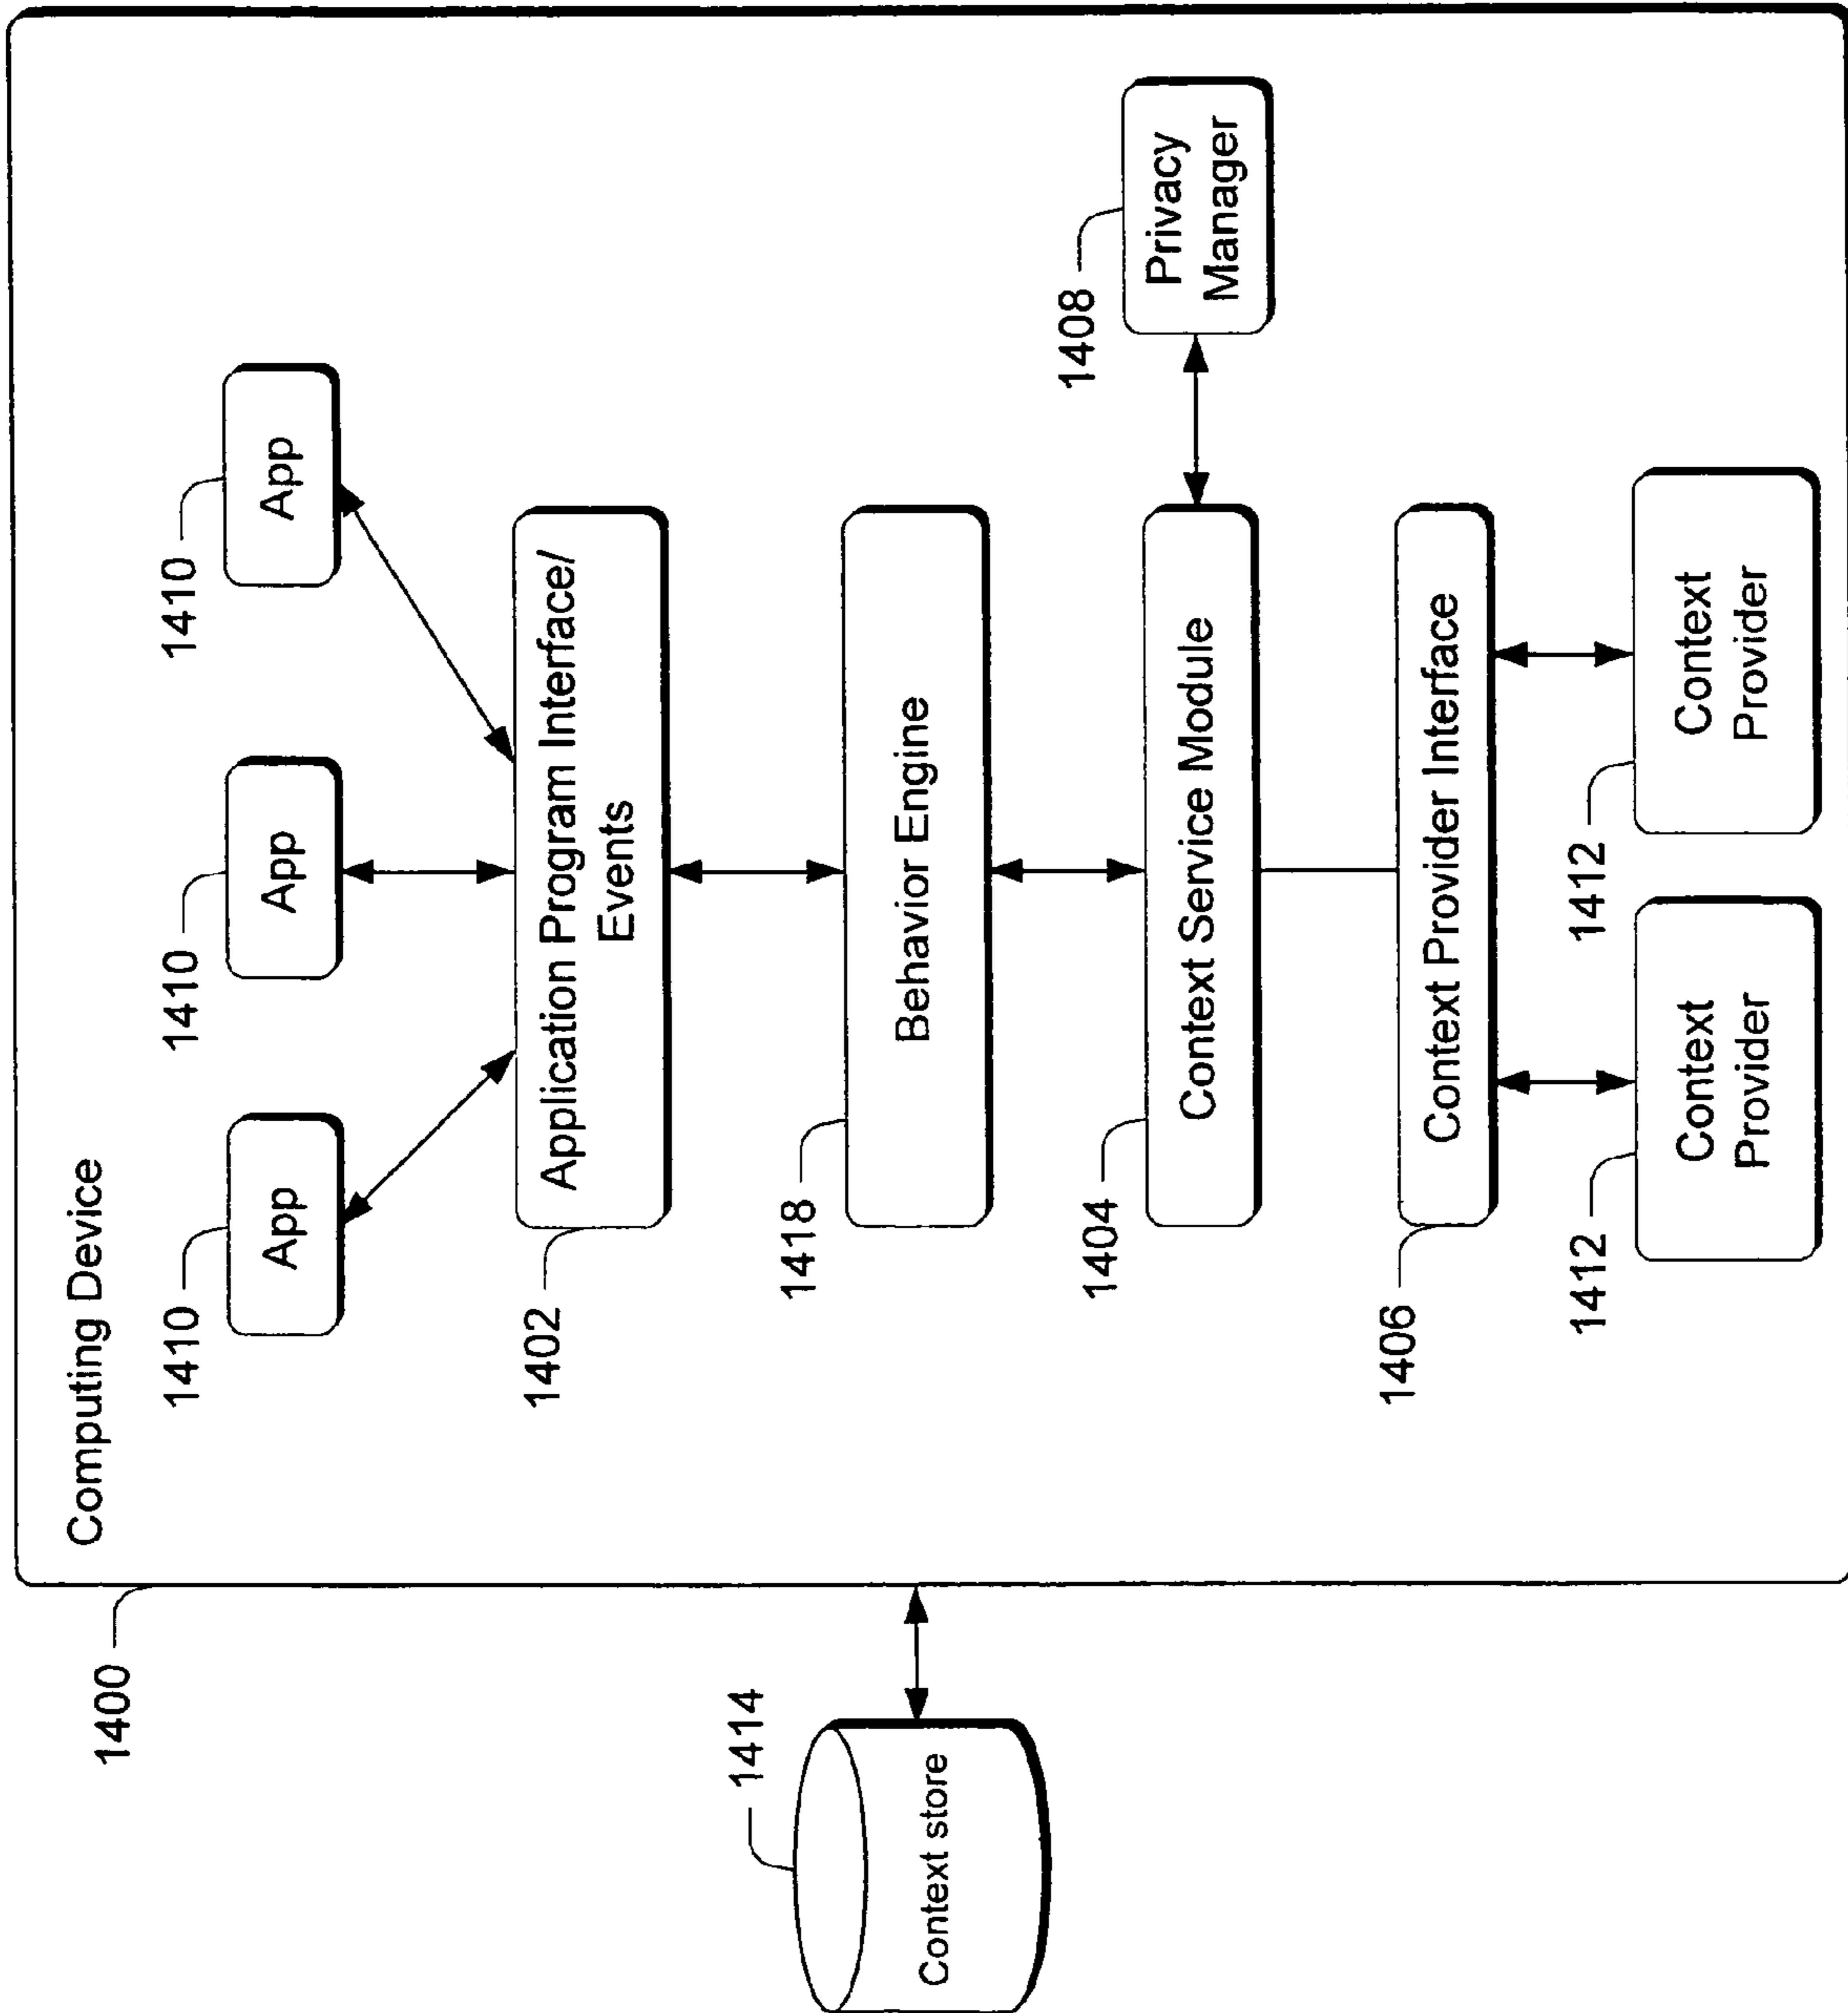 Computing Device
1400
1410
App
1410
App
1410
App
1402
Application Program Interface/
Events
1418
Behavior Engine
1414
Context store
1404
Context Service Module
1408
Privacy
Manager
1406
Context Provider Interface
1412
Context
Provider
1412
Context
Provider